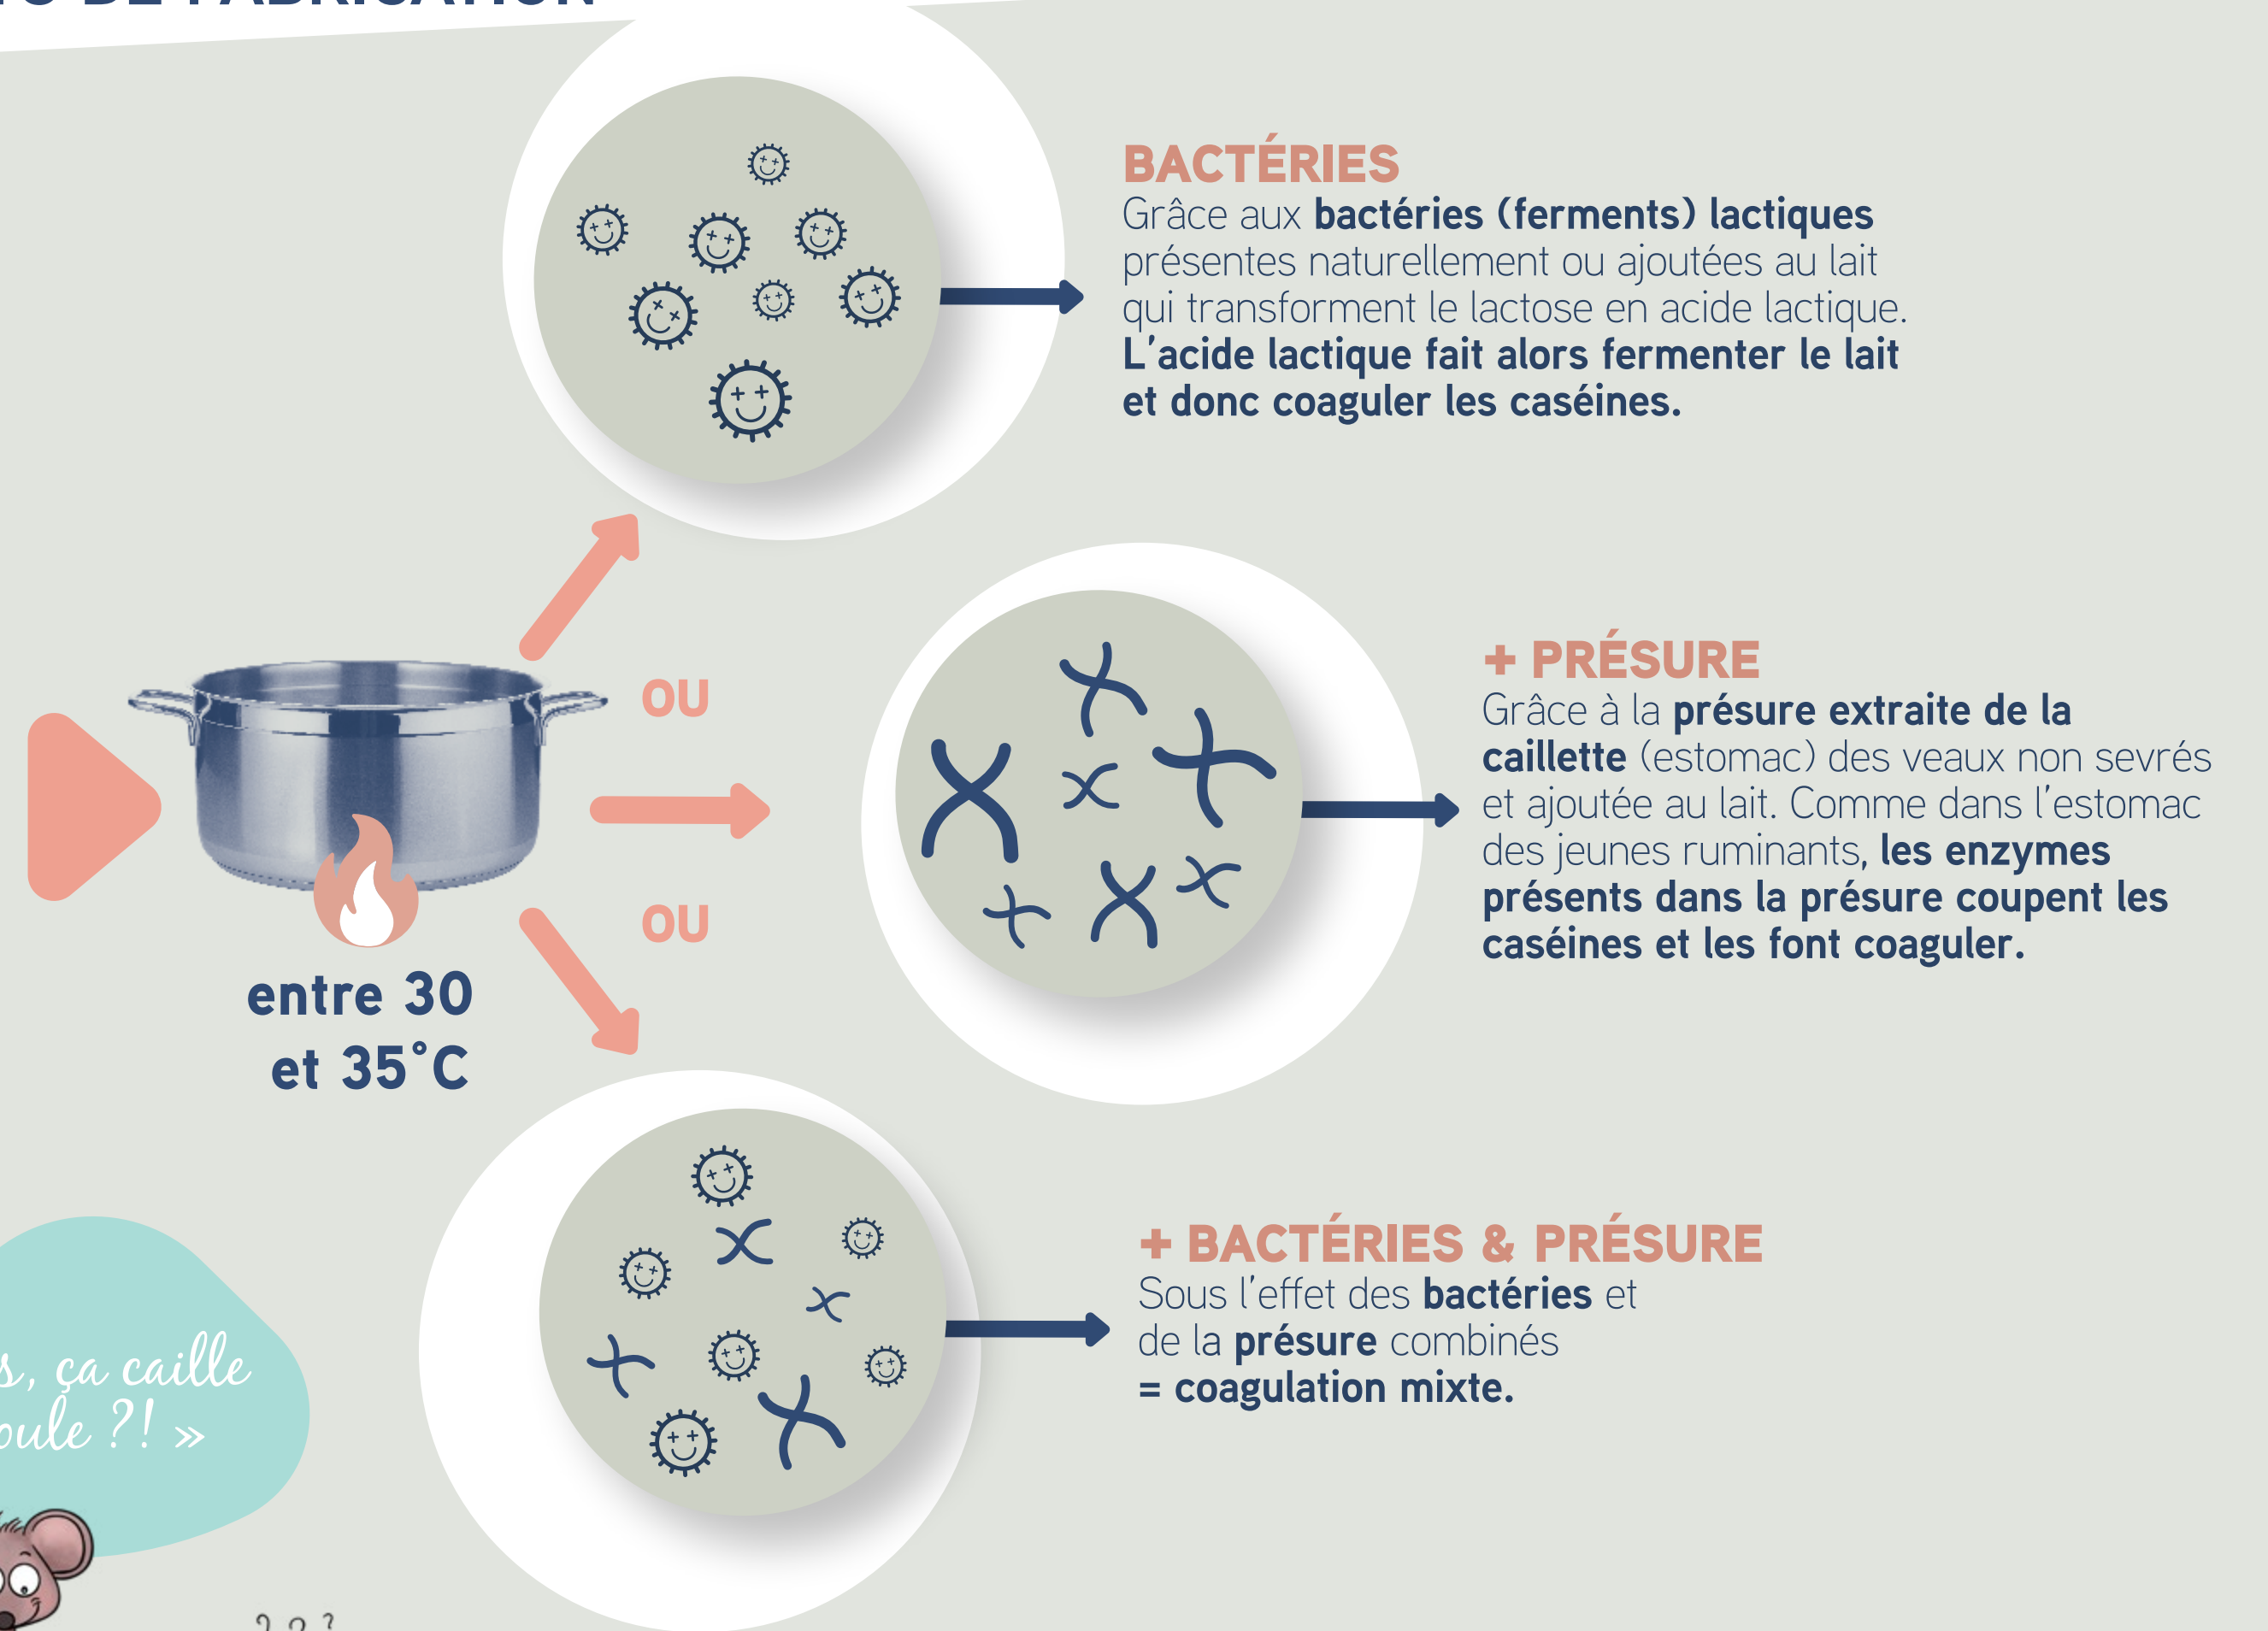 DE FABRICATION
BACTÉRIES
Grâce aux bactéries (ferments) lactiques
présentes naturellement ou ajoutées au lait
qui transforment le lactose en acide lactique.
L'acide lactique fait alors fermenter le lait
et donc coaguler les caséines.
OU
+ PRÉSURE
Grâce à la présure extraite de la
caillette (estomac) des veaux non sevrés
et ajoutée au lait. Comme dans l'estomac
des jeunes ruminants, les enzymes
présents dans la présure coupent les
caséines et les font coaguler.
OU
entre 30
et 35°C
+ BACTÉRIES & PRÉSURE
Sous l'effet des bactéries et
de la présure combinés
= coagulation mixte.
, ça caille
?! »
? ? ?